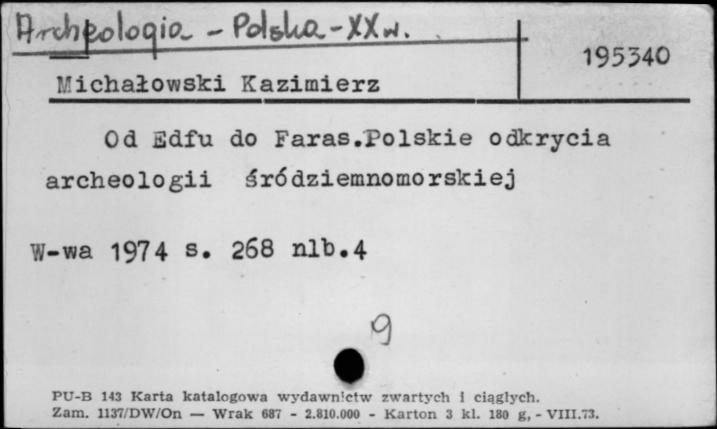 Archeologia - Polska - XX w.
195340
Michałowski Kazimierz
Od Edfu do Faras.Polskie odkrycia
archeologii śródziemnomorskiej
W-wa 1974 s. 268 nlb.4
9
PU-B 143 Karta katalogowa wydawnictw zwartych i ciągłych.
Zam. 1137/DW/On — Wrak 687 - 2.810.000 - Karton 3 kl. 180 g, - VIII.73.